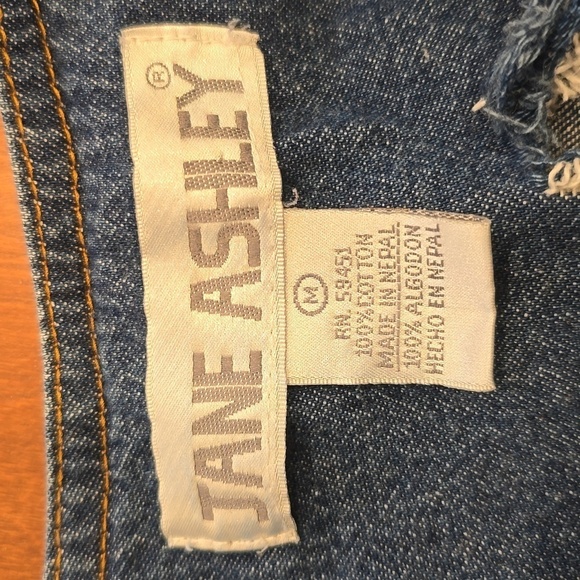 JANE ASHLEY®
M
RN. 59451
100% COTTON
MADE IN NEPAL
100% ALGODON
HECHO EN NEPAL